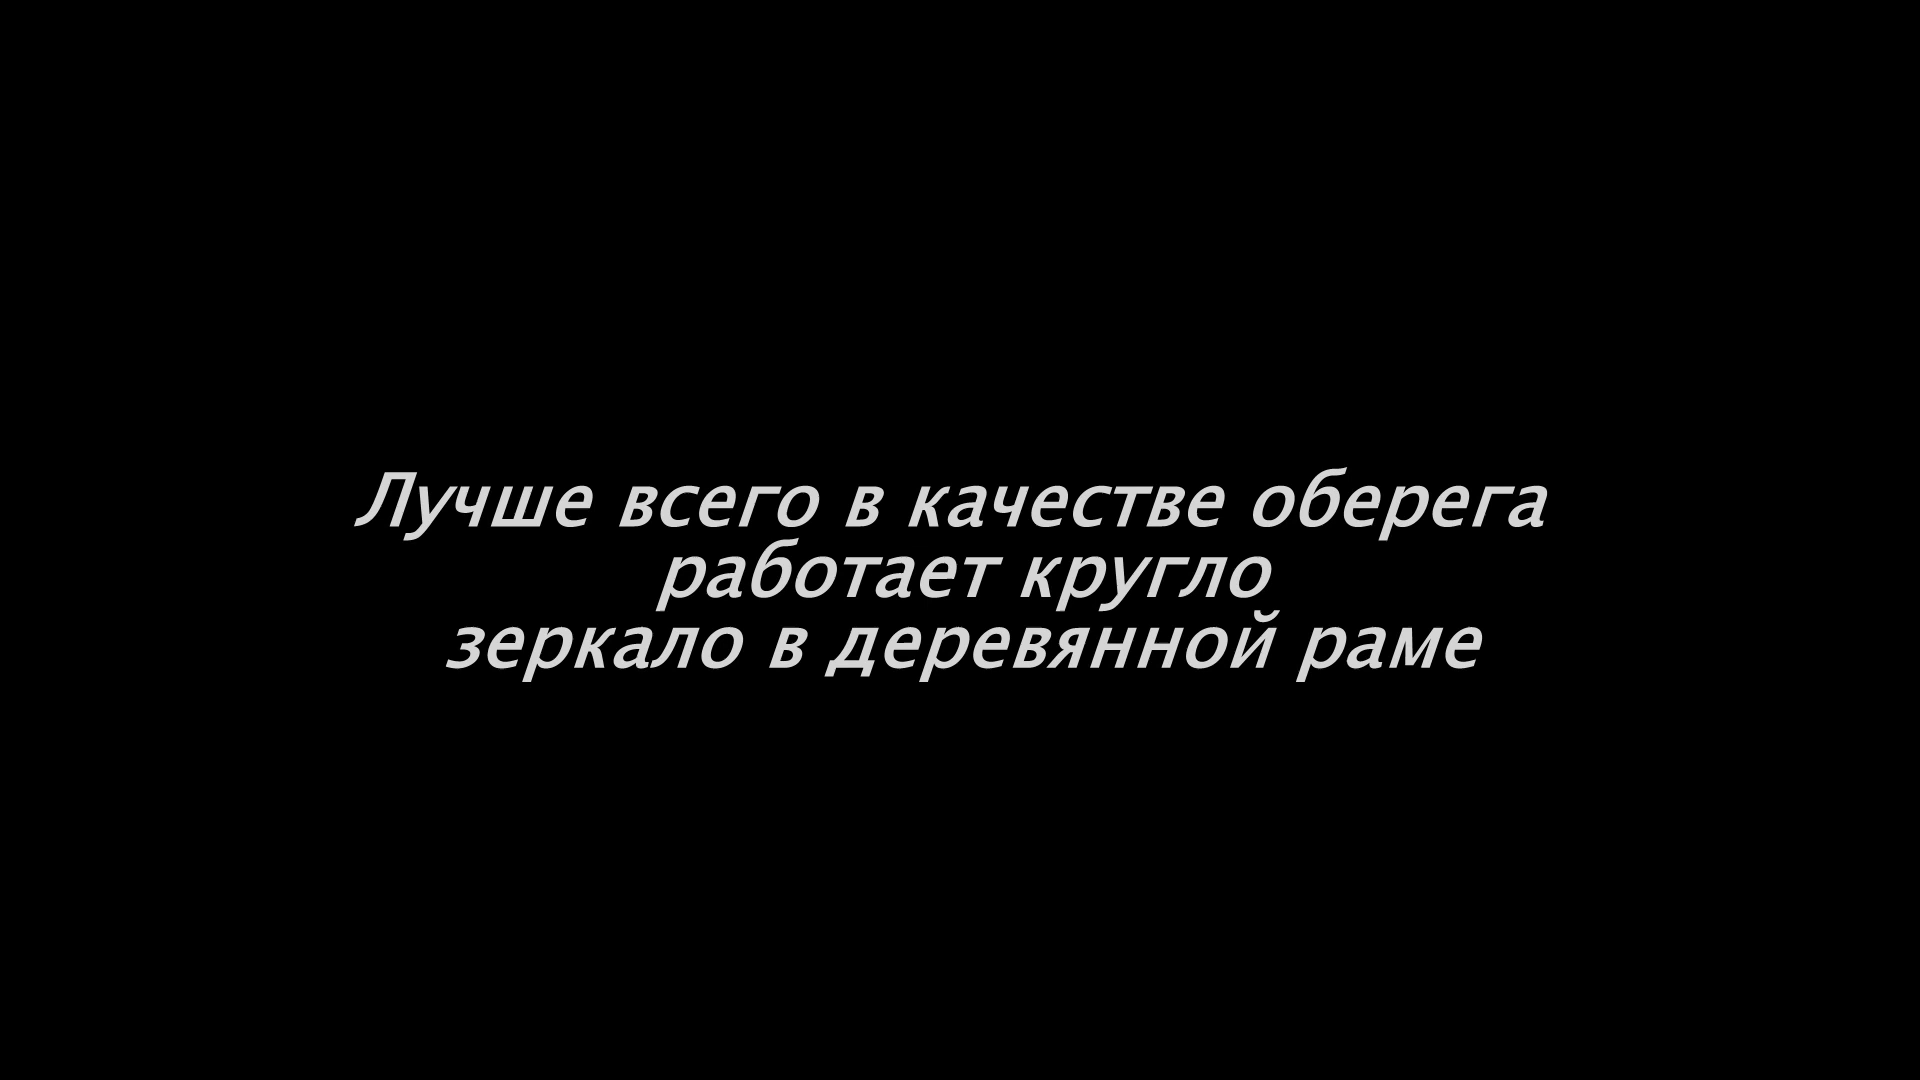 Лучше всего в качестве оберега
работает кругло
зеркало в деревянной раме